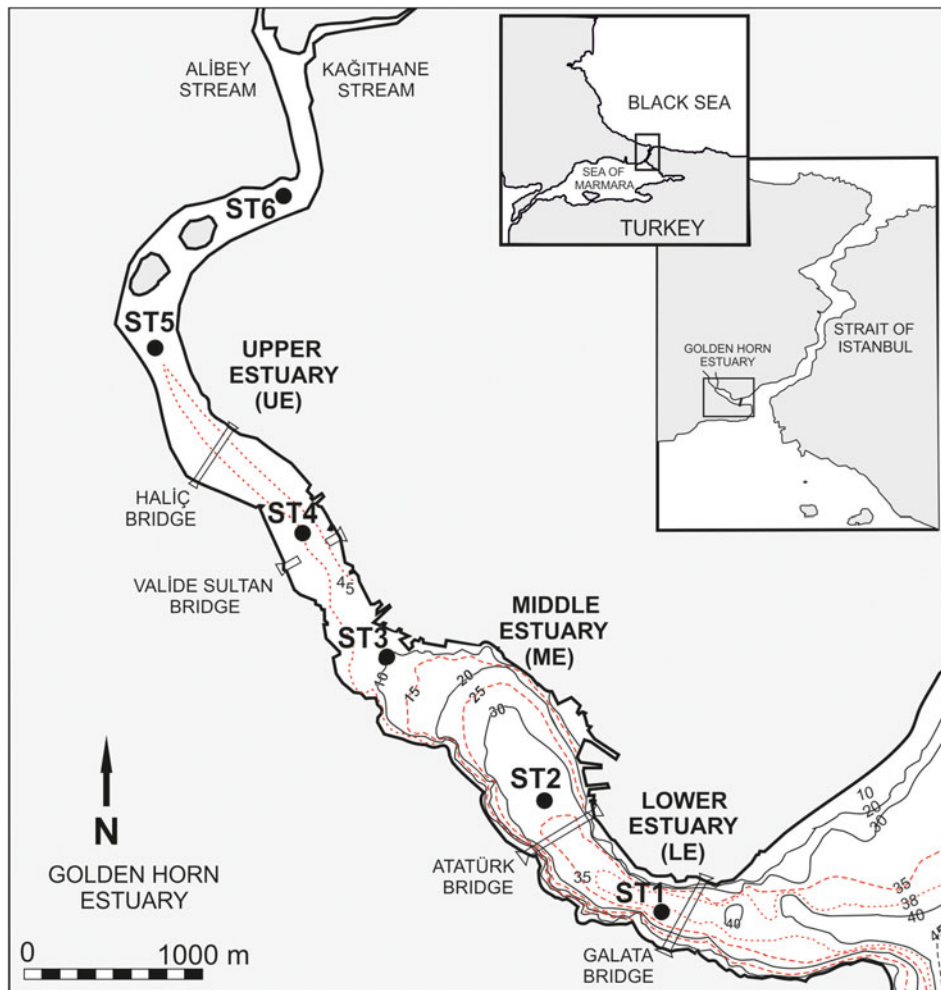 ALİBEY
STREAM
KAĞITHANE
STREAM
BLACK SEA
SEA OF
MARMARA
TURKEY
ST6
ST5
UPPER
ESTUARY
(UE)
STRAIT OF
ISTANBUL
GOLDEN HORN
ESTUARY
HALİÇ
BRIDGE
ST4
VALİDE SULTAN
BRIDGE
4,5
MIDDLE
ESTUARY
(ME)
ST3
10
15
20
25
30
ST2
LOWER
ESTUARY
(LE)
10
20
30
N
GOLDEN HORN
ESTUARY
ATATÜRK
BRIDGE
35
ST1
40
35
38
40
GALATA
BRIDGE
0 1000 m